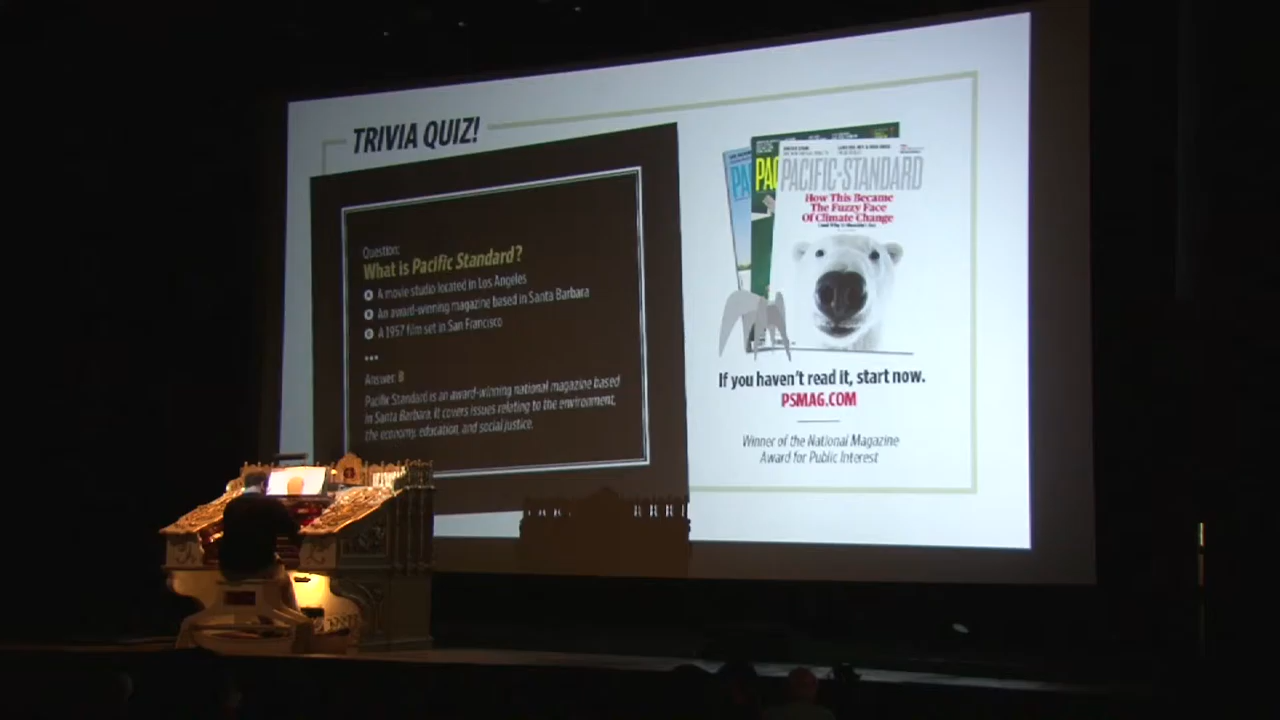 TRIVIA QUIZ!
Question:
What is Pacific Standard?
A A movie studio located in Los Angeles
B An award-winning magazine based in Santa Barbara
C A 1957 film set in San Francisco
...
Answer: B
Pacific Standard is an award-winning national magazine based
in Santa Barbara. It covers issues relating to the environment,
the economy, education, and social justice.
PA
PAC
PACIFIC STANDARD
How This Became
The Fuzzy Face
Of Climate Change
If you haven't read it, start now.
PSMAG.COM
Winner of the National Magazine
Award for Public Interest